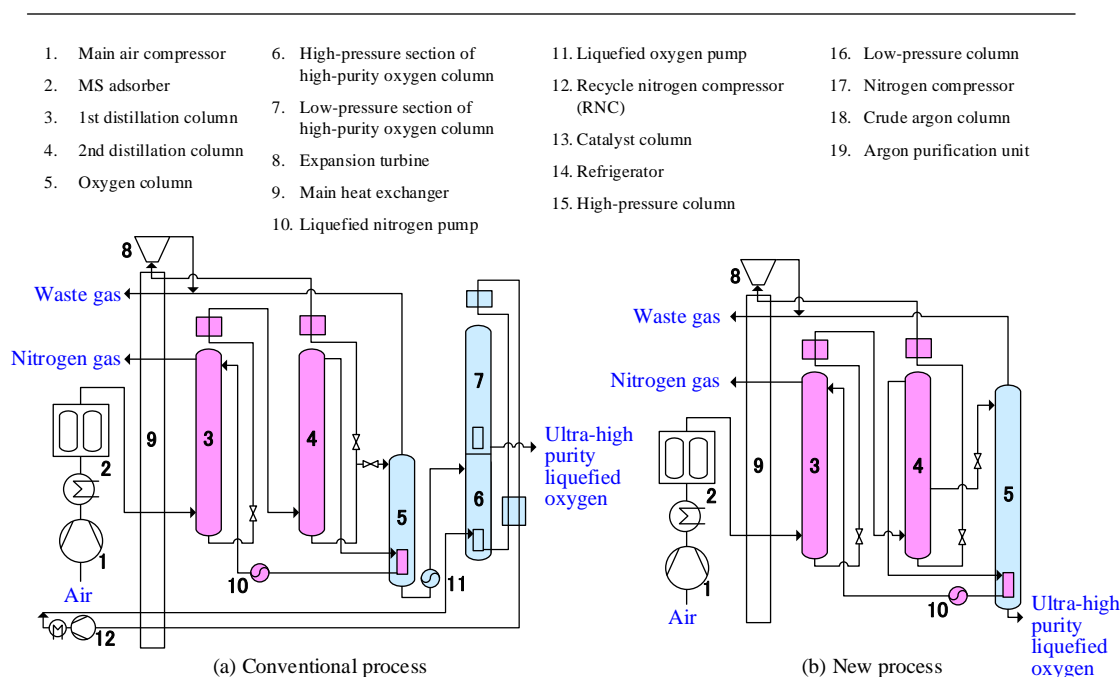 1. Main air compressor
2. MS adsorber
3. 1st distillation column
4. 2nd distillation column
5. Oxygen column
6. High-pressure section of
high-purity oxygen column
7. Low-pressure section of
high-purity oxygen column
8. Expansion turbine
9. Main heat exchanger
10. Liquefied nitrogen pump
11. Liquefied oxygen pump
12. Recycle nitrogen compressor
(RNC)
13. Catalyst column
14. Refrigerator
15. High-pressure column
16. Low-pressure column
17. Nitrogen compressor
18. Crude argon column
19. Argon purification unit
8
Waste gas
Nitrogen gas
7
9
3
4
2
Ultra-high
purity
liquefied
oxygen
6
5
1
10
11
Air
M
12
(a) Conventional process
8
Waste gas
Nitrogen gas
9
3
4
2
5
1
10
Air
Ultra-high
purity
liquefied
oxygen
(b) New process